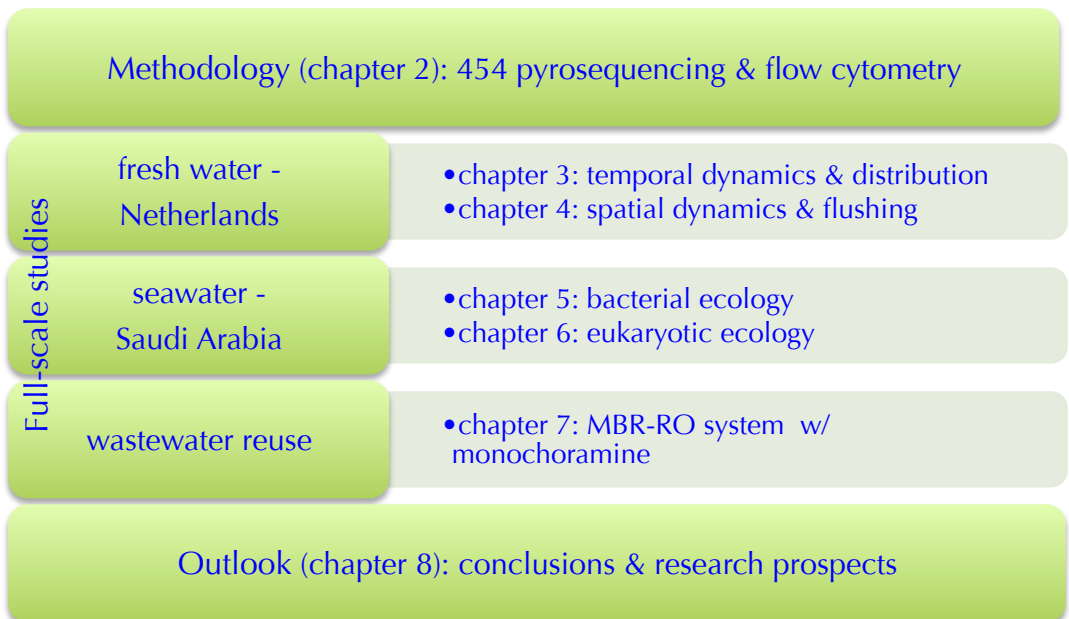 Methodology (chapter 2): 454 pyrosequencing & flow cytometry
Full-scale studies
fresh water -
Netherlands
•chapter 3: temporal dynamics & distribution
•chapter 4: spatial dynamics & flushing
seawater -
Saudi Arabia
•chapter 5: bacterial ecology
•chapter 6: eukaryotic ecology
wastewater reuse
•chapter 7: MBR-RO system w/
monochoramine
Outlook (chapter 8): conclusions & research prospects